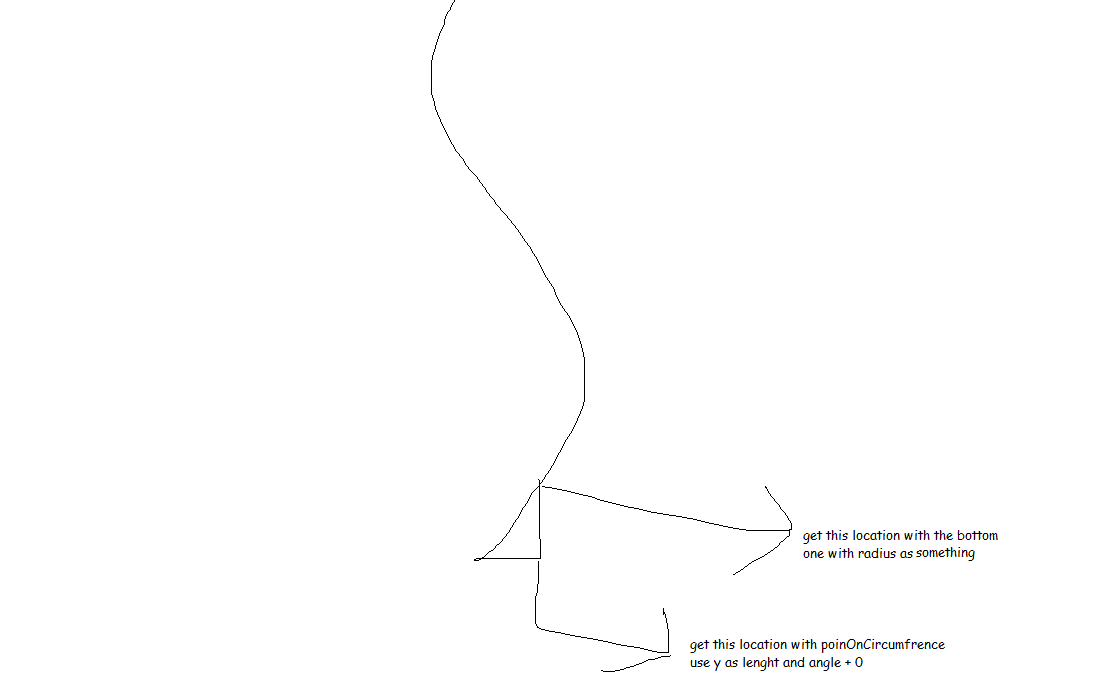 get this location with the bottom
one with radius as something
get this location with poinOnCircumfrence
use y as lenght and angle + 0